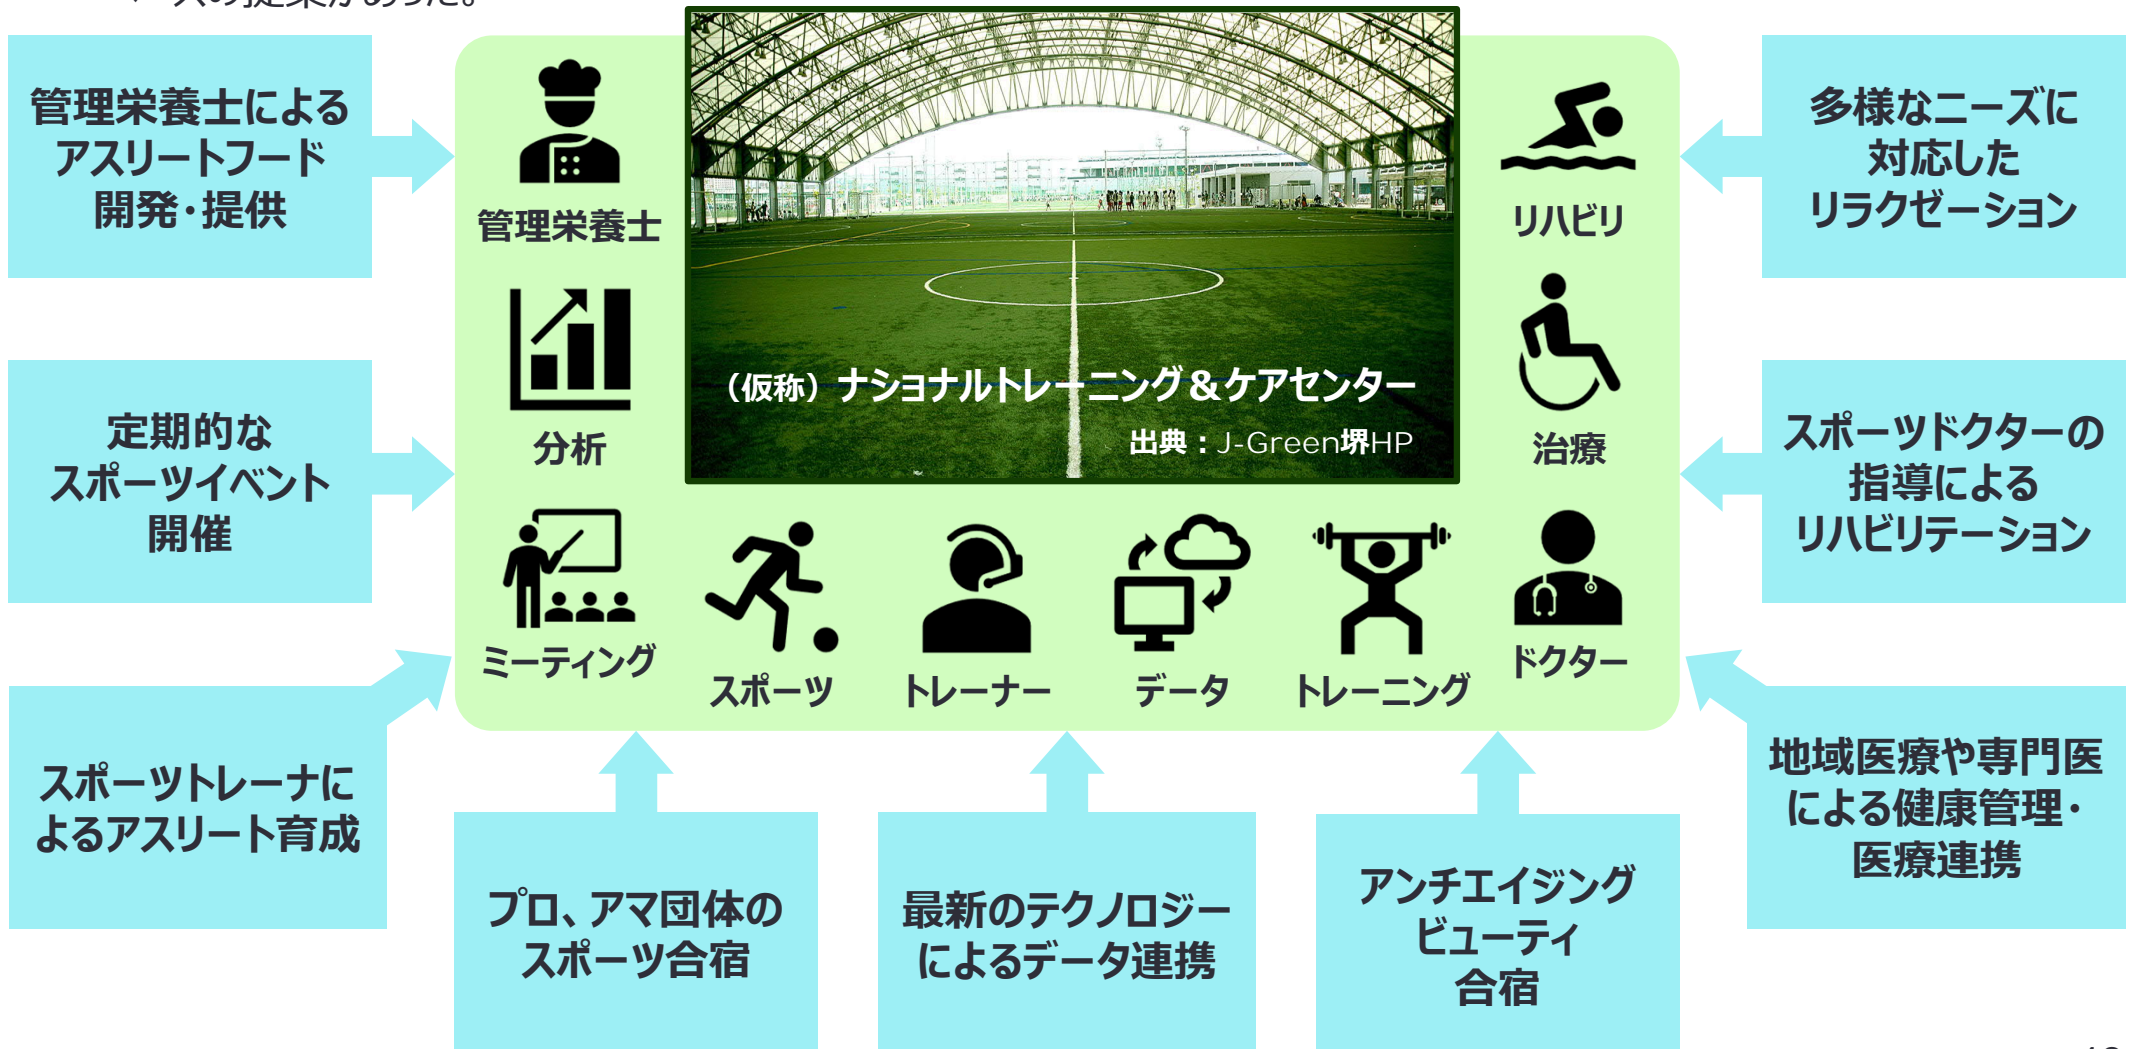 の提案があった。
管理栄養士による
アスリートフード
開発・提供
定期的な
スポーツイベント
開催
スポーツトレーナに
よるアスリート育成
管理栄養士
分析
ミーティング
(仮称)ナショナルトレーニング&ケアセンター
出典:J-Green堺HP
スポーツ
トレーナー
データ
トレーニング
リハビリ
治療
ドクター
多様なニーズに
対応した
リラクゼーション
スポーツドクターの
指導による
リハビリテーション
地域医療や専門医
による健康管理・
医療連携
プロ、アマ団体の
スポーツ合宿
最新のテクノロジー
によるデータ連携
アンチエイジング
ビューティ
合宿